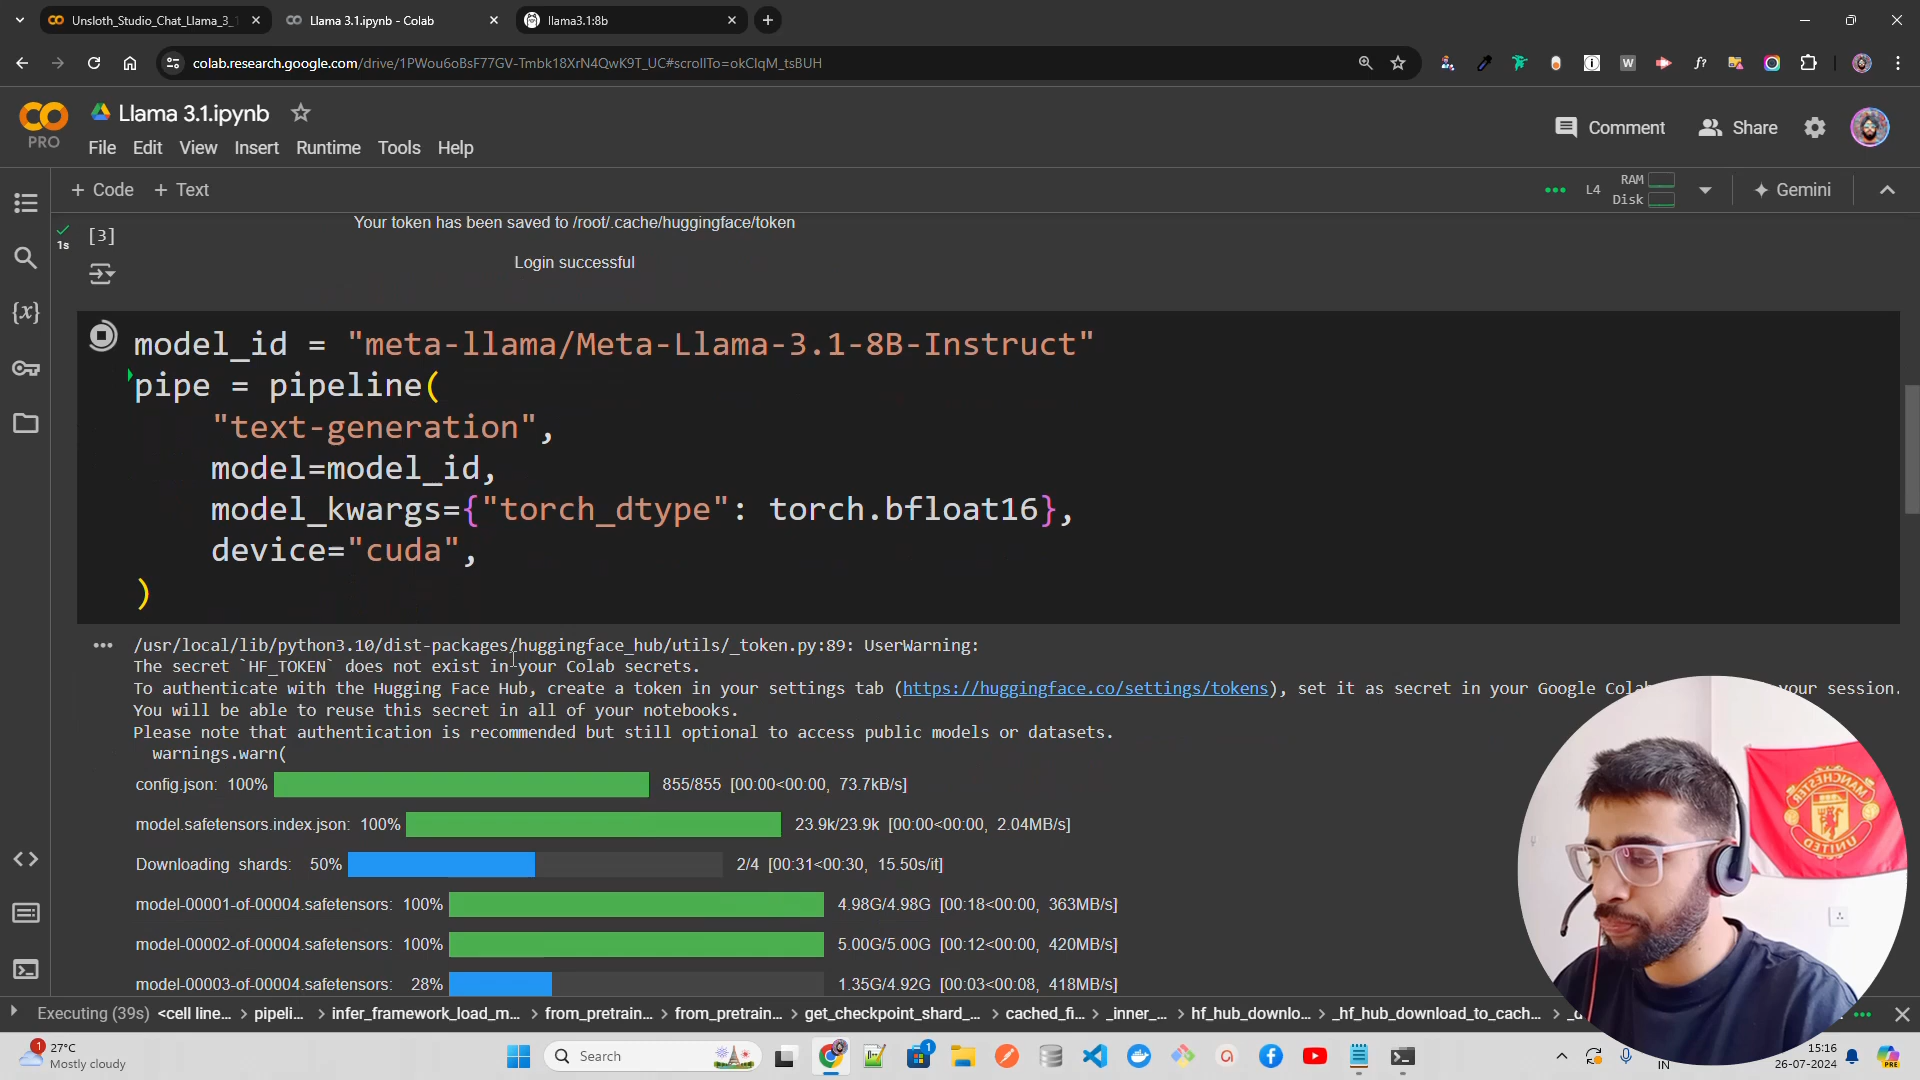 Unsloth_Studio_Chat_Llama_3_
Llama 3.1.ipynb - Colab
llama3.1:8b
colab.research.google.com/drive/1PWou6oBsF77GV-Tmbk18XrN4QwK9T_UC#scrollTo=okCIqM_tsBUH
Llama 3.1.ipynb
PRO
File Edit View Insert Runtime Tools Help
Comment
Share
+ Code + Text
L4
RAM
Disk
Gemini
Your token has been saved to /root/.cache/huggingface/token
1s
[3]
Login successful
model_id = "meta-llama/Meta-Llama-3.1-8B-Instruct"
pipe = pipeline(
"text-generation",
model=model_id,
model_kwargs={"torch_dtype": torch.bfloat16},
device="cuda",
)
/usr/local/lib/python3.10/dist-packages/huggingface_hub/utils/_token.py:89: UserWarning:
The secret `HF_TOKEN` does not exist in your Colab secrets.
To authenticate with the Hugging Face Hub, create a token in your settings tab (https://huggingface.co/settings/tokens), set it as secret in your Google Cola your session.
You will be able to reuse this secret in all of your notebooks.
Please note that authentication is recommended but still optional to access public models or datasets.
warnings.warn(
config.json: 100% 855/855 [00:00<00:00, 73.7kB/s]
model.safetensors.index.json: 100% 23.9k/23.9k [00:00<00:00, 2.04MB/s]
Downloading shards: 50% 2/4 [00:31<00:30, 15.50s/it]
model-00001-of-00004.safetensors: 100% 4.98G/4.98G [00:18<00:00, 363MB/s]
model-00002-of-00004.safetensors: 100% 5.00G/5.00G [00:12<00:00, 420MB/s]
model-00003-of-00004.safetensors: 28% 1.35G/4.92G [00:03<00:08, 418MB/s]
MANCHESTER
UNITED
Executing (39s) <cell line... > pipeli... > infer_framework_load_m... > from_pretrain... > from_pretrain... > get_checkpoint_shard_... > cached_fi... > _inner_... > hf_hub_downlo... > _hf_hub_download_to_cach...
1
27°C
Mostly cloudy
Search
1
IN
15:16
26-07-2024